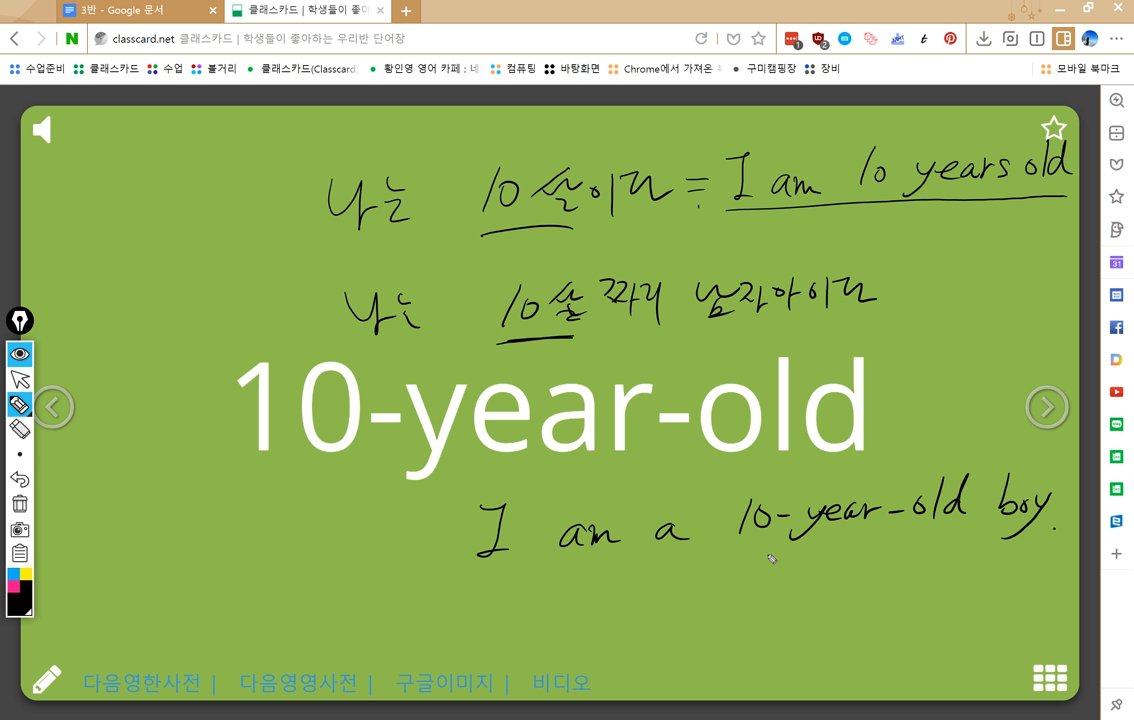 3반 - Google 문서
클래스카드 | 학생들이 좋아
classcard.net 클래스카드 | 학생들이 좋아하는 우리반 단어장
수업준비 클래스카드 수업 볼거리 클래스카드(Classcard 황인영 영어 카페 ; 네 컴퓨팅 바탕화면 Chrome에서 가져온 구미캠핑장 장비 모바일 북마크
나는 10살이다 = I am 10 years old
나는 10살 짜리 남자아이다
10-year-old
I am a 10-year-old boy.
다음영한사전 | 다음영영사전 | 구글이미지 | 비디오